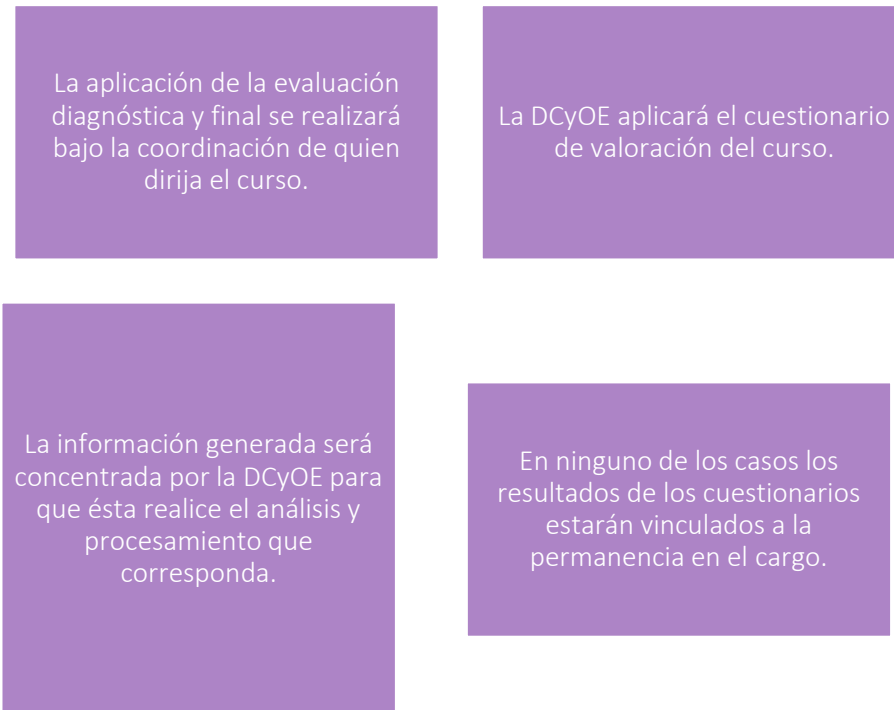 La aplicación de la evaluación
diagnóstica y final se realizará
bajo la coordinación de quien
dirija el curso.
La DCyOE aplicará el cuestionario
de valoración del curso.
La información generada será
concentrada por la DCyOE para
que ésta realice el análisis y
procesamiento que
corresponda.
En ninguno de los casos los
resultados de los cuestionarios
estarán vinculados a la
permanencia en el cargo.